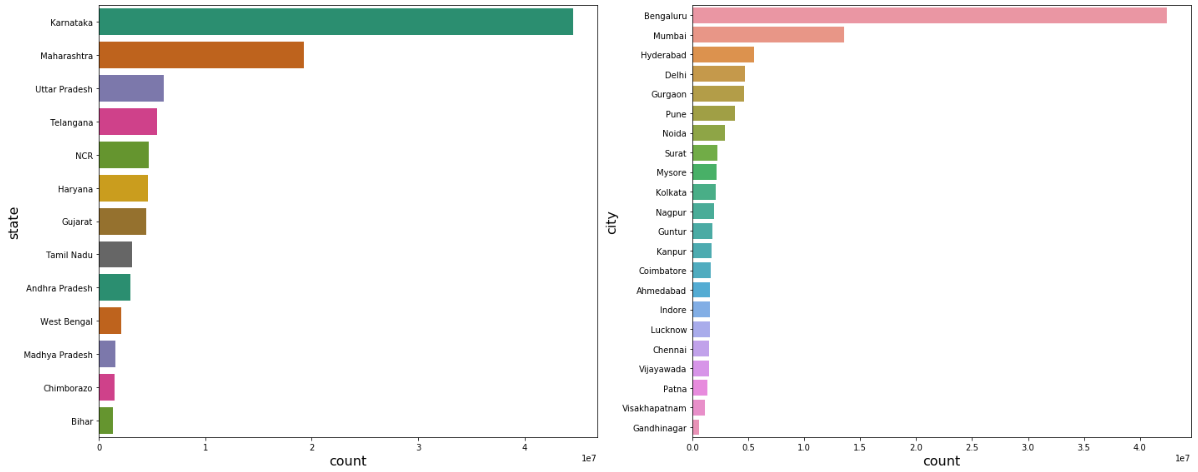 Karnataka
Maharashtra
Uttar Pradesh
Telangana
NCR
Haryana
Gujarat
Tamil Nadu
Andhra Pradesh
West Bengal
Madhya Pradesh
Chimborazo
Bihar
state
0 1 2 3 4
1e7
count
Bengaluru
Mumbai
Hyderabad
Delhi
Gurgaon
Pune
Noida
Surat
Mysore
Kolkata
Nagpur
Guntur
Kanpur
Coimbatore
Ahmedabad
Indore
Lucknow
Chennai
Vijayawada
Patna
Visakhapatnam
Gandhinagar
city
0.0 0.5 1.0 1.5 2.0 2.5 3.0 3.5 4.0
1e7
count